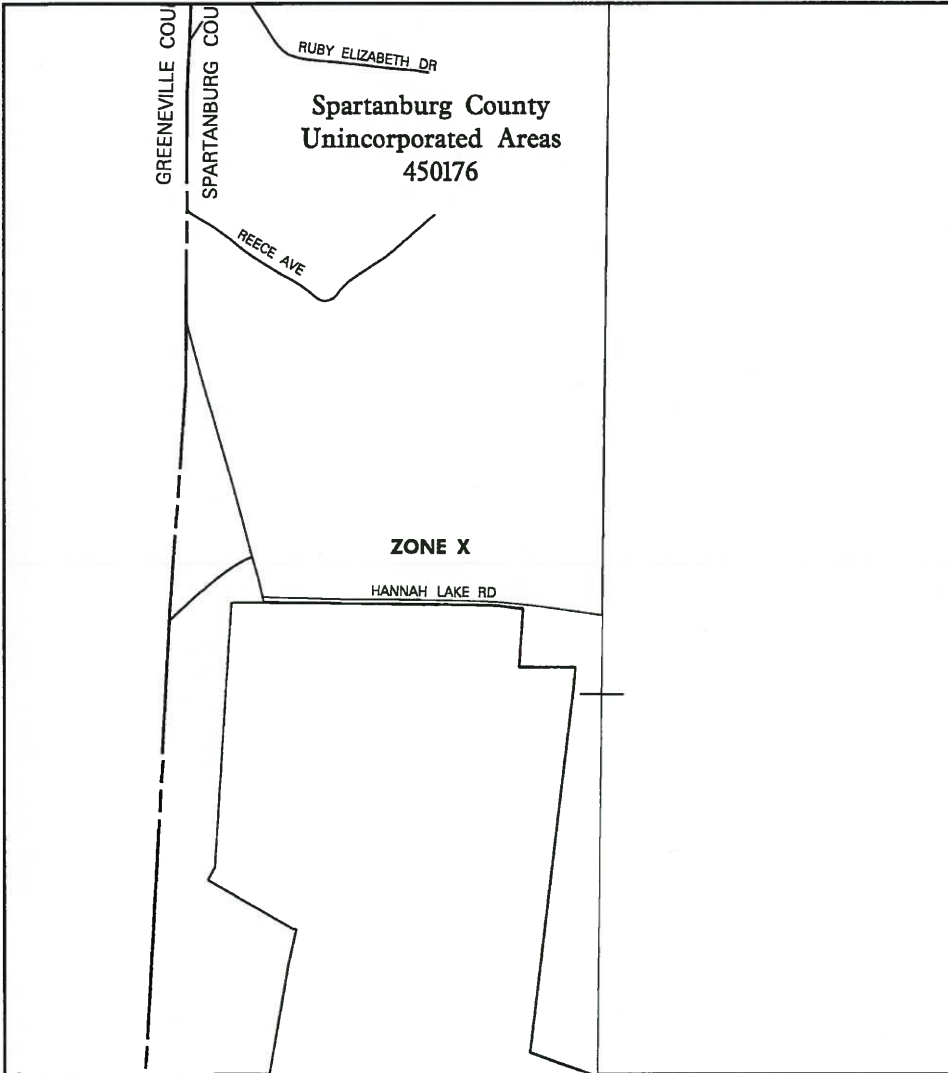 GREENEVILLE COU
SPARTANBURG COU
RUBY ELIZABETH DR
Spartanburg County
Unincorporated Areas
450176
REECE AVE
ZONE X
HANNAH LAKE RD